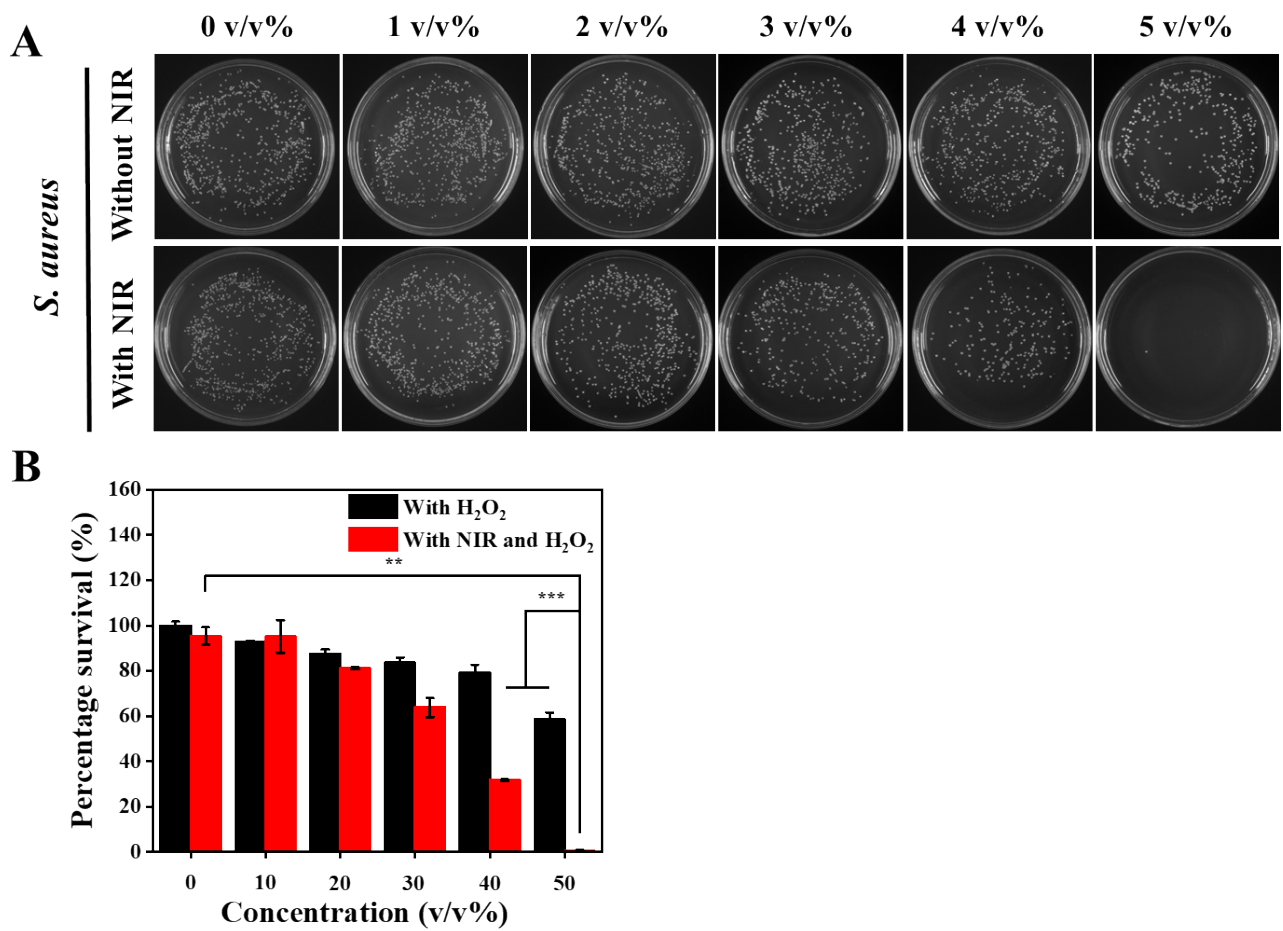 A
0 v/v% 1 v/v% 2 v/v% 3 v/v% 4 v/v% 5 v/v%
S. aureus
Without NIR
With NIR
B
Percentage survival (%)
160
140
120
100
80
60
40
20
0
With H₂O₂
With NIR and H₂O₂
**
***
0 10 20 30 40 50
Concentration (v/v%)